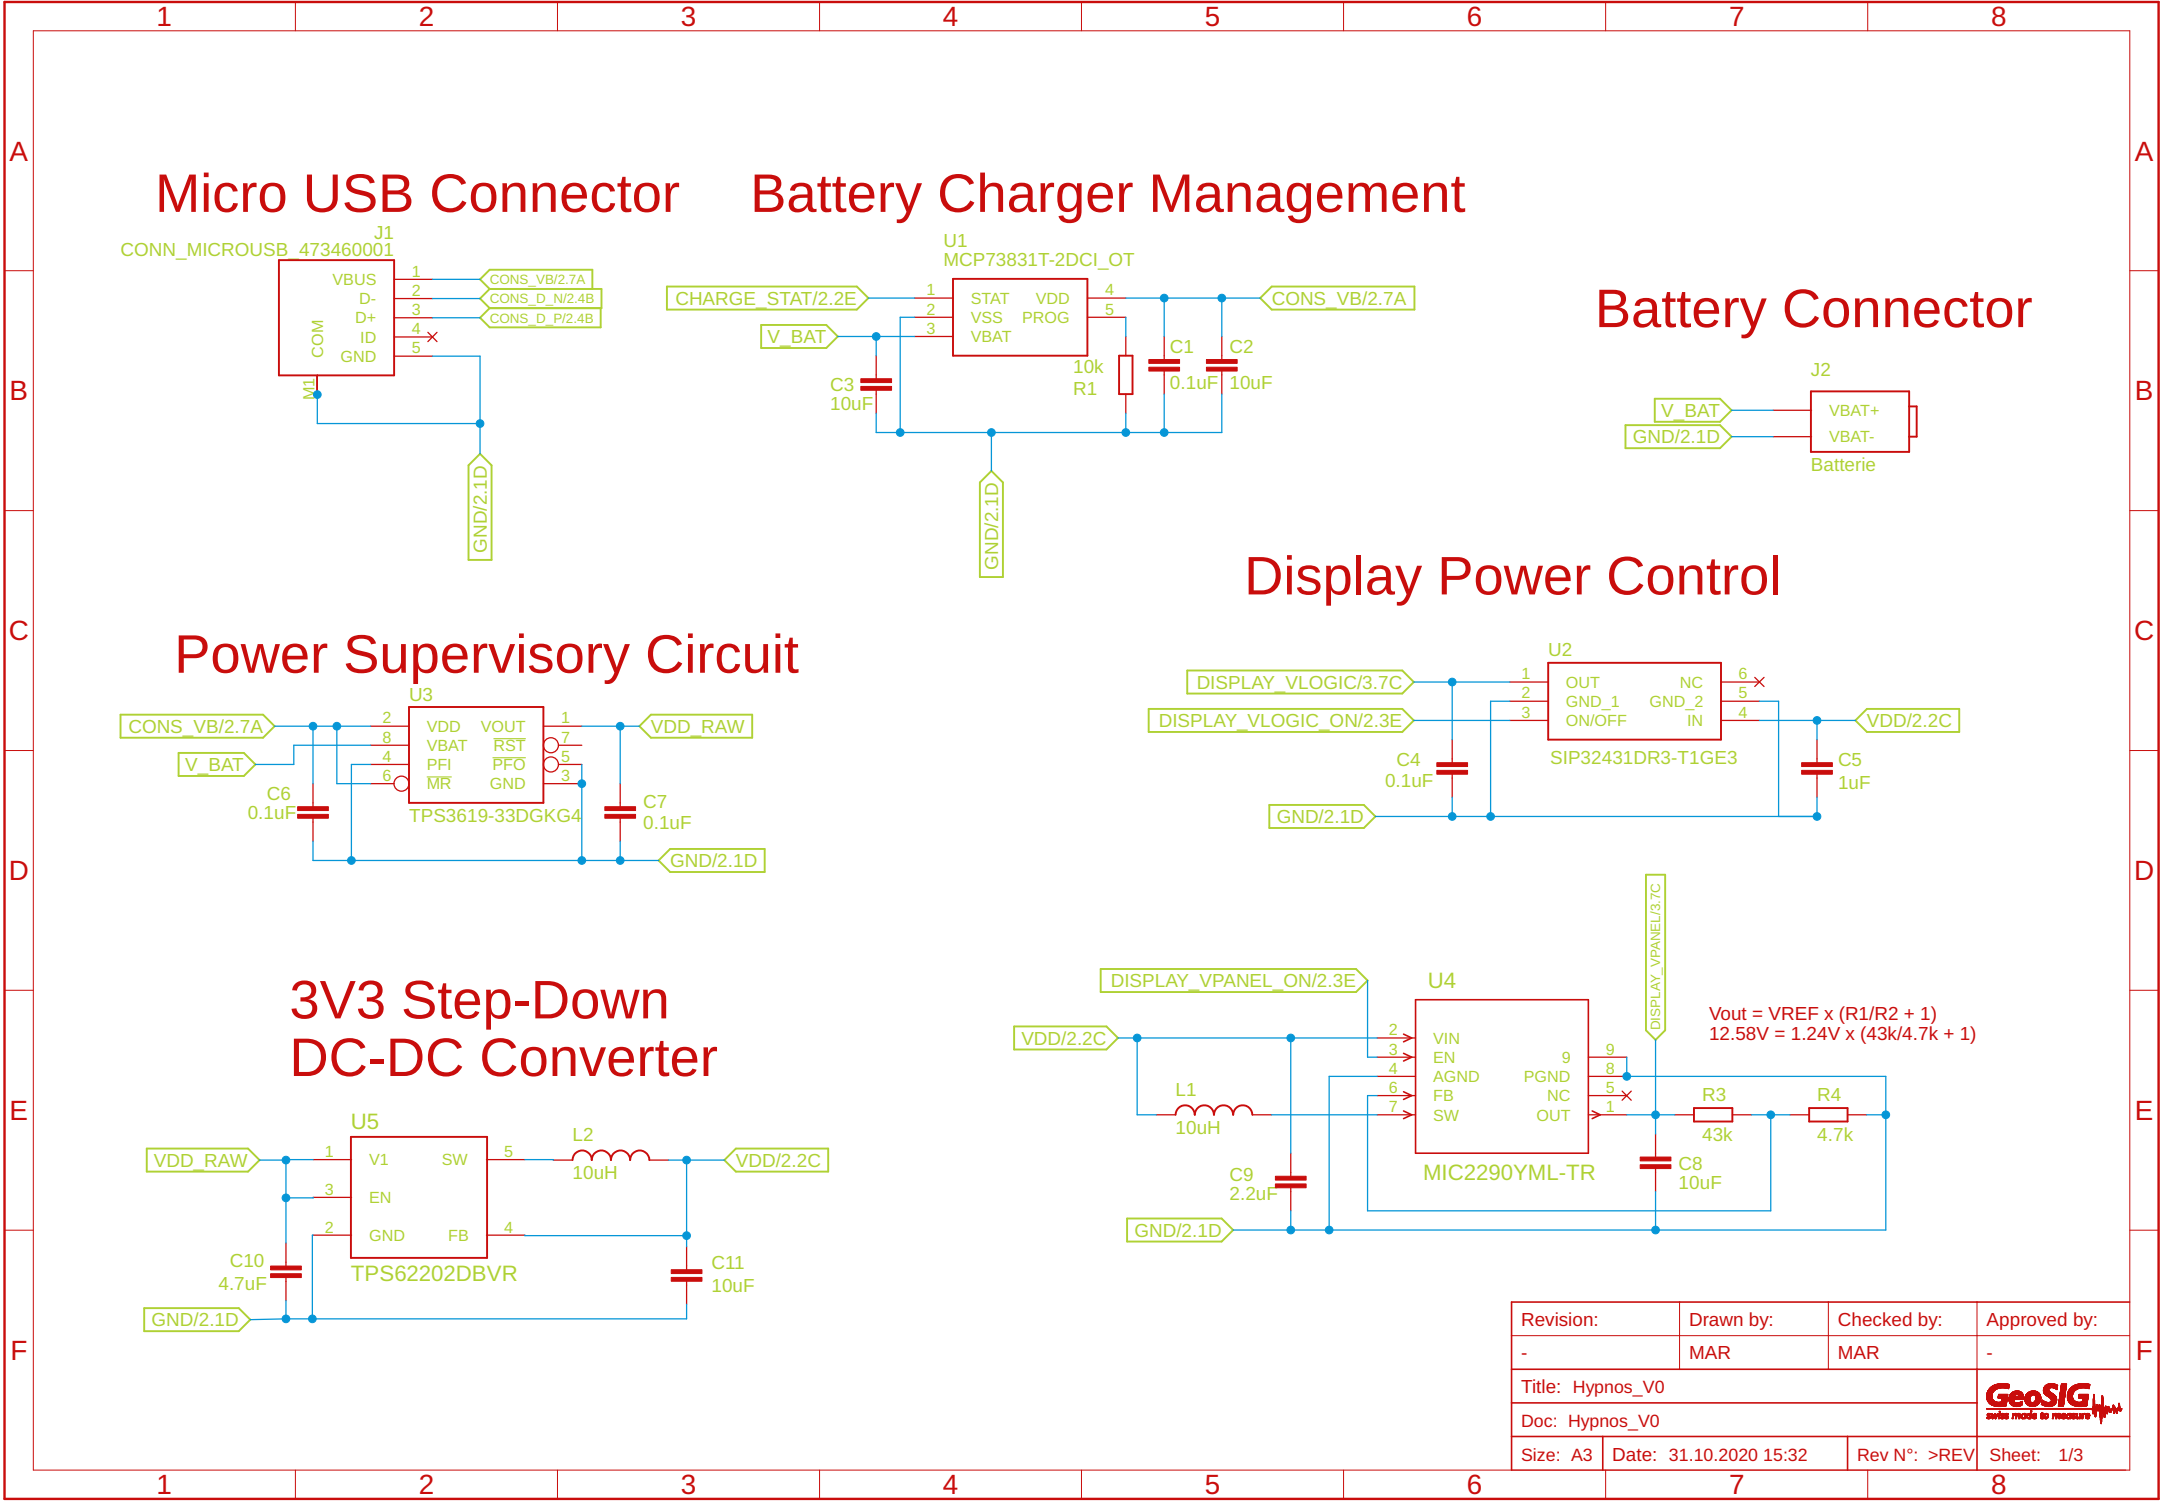 1 2 3 4 5 6 7 8
A A
B B
C C
D D
E E
F F
Micro USB Connector
J1
CONN_MICROUSB_473460001
VBUS 1 CONS_VB/2.7A
D- 2 CONS_D_N/2.4B
D+ 3 CONS_D_P/2.4B
ID 4
GND 5
COM
M1
GND/2.1D
Battery Charger Management
U1
MCP73831T-2DCI_OT
CHARGE_STAT/2.2E 1 STAT VDD 4 CONS_VB/2.7A
2 VSS PROG 5
V_BAT 3 VBAT
C3
10uF
10k
R1
C1
0.1uF
C2
10uF
GND/2.1D
Battery Connector
J2
V_BAT VBAT+
GND/2.1D VBAT-
Batterie
Power Supervisory Circuit
U3
CONS_VB/2.7A 2 VDD VOUT 1 VDD_RAW
8 VBAT RST 7
V_BAT 4 PFI PFO 5
6 MR GND 3
TPS3619-33DGKG4
C6
0.1uF
C7
0.1uF
GND/2.1D
Display Power Control
U2
DISPLAY_VLOGIC/3.7C 1 OUT NC 6
2 GND_1 GND_2 5
DISPLAY_VLOGIC_ON/2.3E 3 ON/OFF IN 4 VDD/2.2C
SIP32431DR3-T1GE3
C4
0.1uF
C5
1uF
GND/2.1D
3V3 Step-Down
DC-DC Converter
U5
VDD_RAW 1 V1 SW 5 VDD/2.2C
3 EN
2 GND FB 4
TPS62202DBVR
L2
10uH
C10
4.7uF
C11
10uF
GND/2.1D
DISPLAY_VPANEL_ON/2.3E
DISPLAY_VPANEL/3.7C
U4
VDD/2.2C 2 VIN
3 EN 9 9
4 AGND PGND 8
6 FB NC 5
7 SW OUT 1
MIC2290YML-TR
L1
10uH
C9
2.2uF
R3
43k
R4
4.7k
C8
10uF
GND/2.1D
Vout = VREF x (R1/R2 + 1)
12.58V = 1.24V x (43k/4.7k + 1)
Revision: Drawn by: Checked by: Approved by:
- MAR MAR -
Title: Hypnos_V0
Doc: Hypnos_V0
GeoSIG
swiss made to measure
Size: A3 Date: 31.10.2020 15:32 Rev N°: >REV Sheet: 1/3
1 2 3 4 5 6 7 8